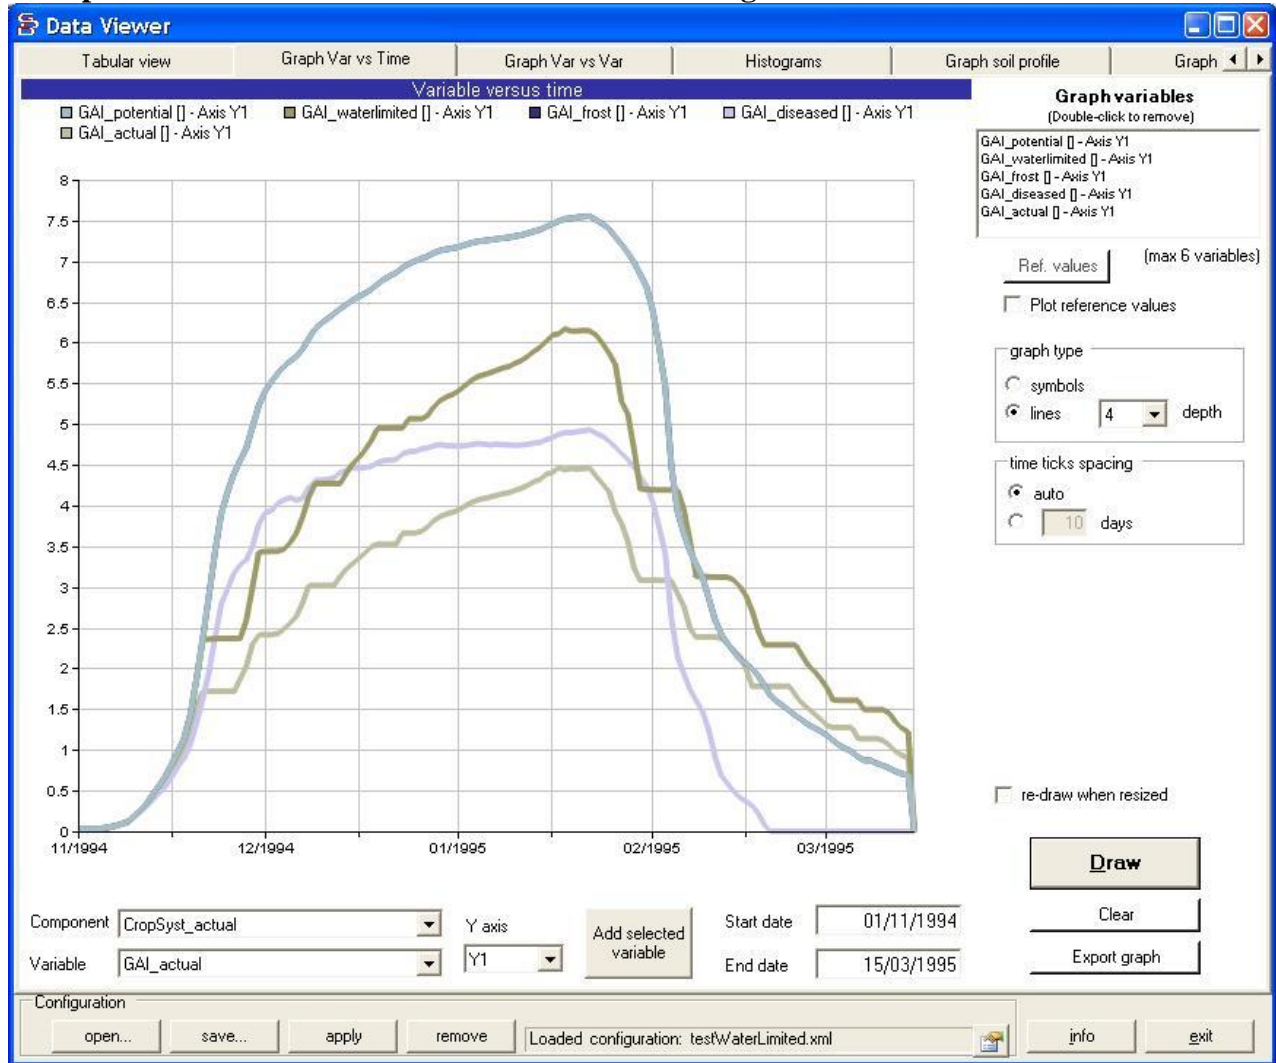 Data Viewer
Tabular view Graph Var vs Time Graph Var vs Var Histograms Graph soil profile Graph
Variable versus time
GAI_potential [] - Axis Y1 GAI_waterlimited [] - Axis Y1 GAI_frost [] - Axis Y1 GAI_diseased [] - Axis Y1
GAI_actual [] - Axis Y1
8
7.5
7
6.5
6
5.5
5
4.5
4
3.5
3
2.5
2
1.5
1
0.5
0
11/1994 12/1994 01/1995 02/1995 03/1995
Graph variables
(Double-click to remove)
GAI_potential [] - Axis Y1
GAI_waterlimited [] - Axis Y1
GAI_frost [] - Axis Y1
GAI_diseased [] - Axis Y1
GAI_actual [] - Axis Y1
Ref. values (max 6 variables)
Plot reference values
graph type
symbols
lines 4 depth
time ticks spacing
auto
10 days
re-draw when resized
Draw
Clear
Export graph
Component CropSyst_actual
Variable GAI_actual
Y axis
Y1
Add selected
variable
Start date 01/11/1994
End date 15/03/1995
Configuration
open... save... apply remove Loaded configuration: testWaterLimited.xml info exit